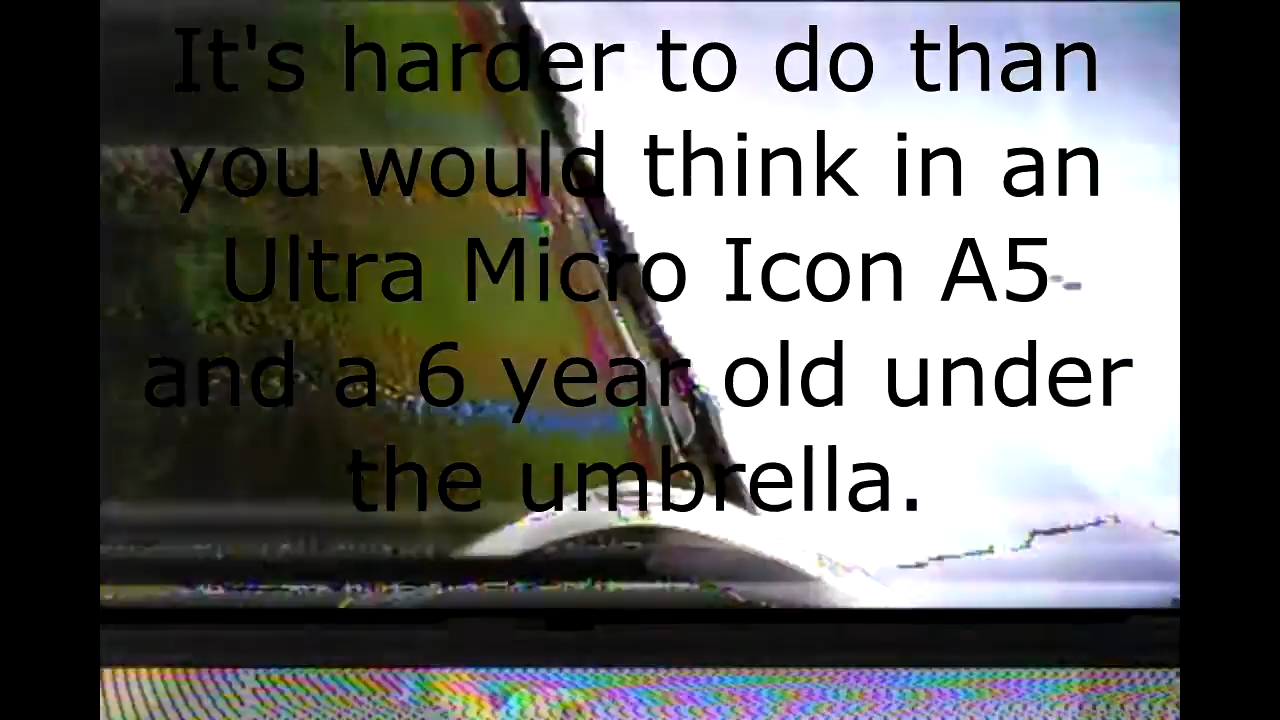 It's harder to do than
you would think in an
Ultra Micro Icon A5
and a 6 year old under
the umbrella.